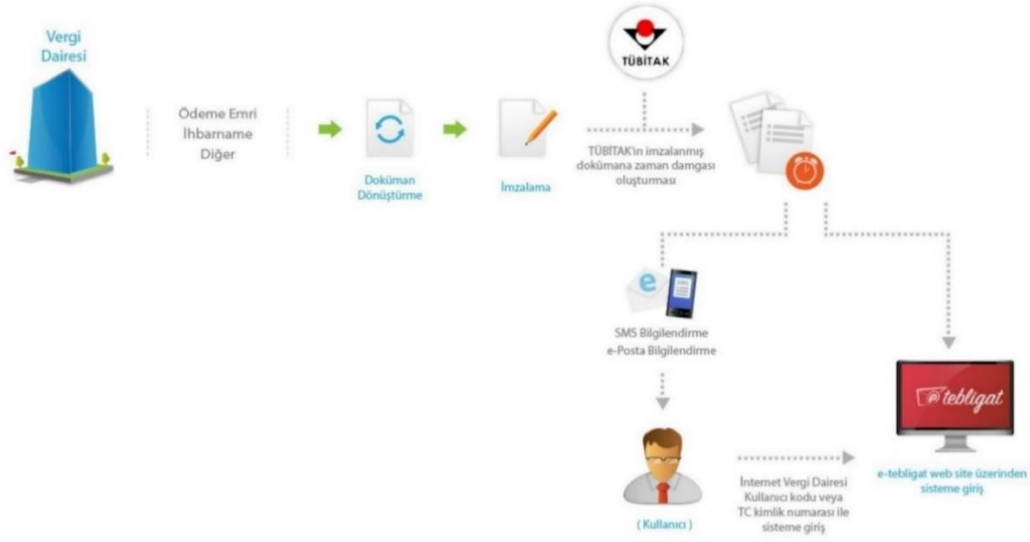 Vergi
Dairesi
Ödeme Emri
İhbarname
Diğer
Doküman
Dönüştürme
İmzalama
TÜBİTAK
TÜBİTAK'ın imzalanmış
dokümana zaman damgası
oluşturması
e
SMS Bilgilendirme
e-Posta Bilgilendirme
( Kullanıcı )
İnternet Vergi Dairesi
Kullanıcı kodu veya
TC kimlik numarası ile
sisteme giriş
e tebligat
e-tebligat web site üzerinden
sisteme giriş